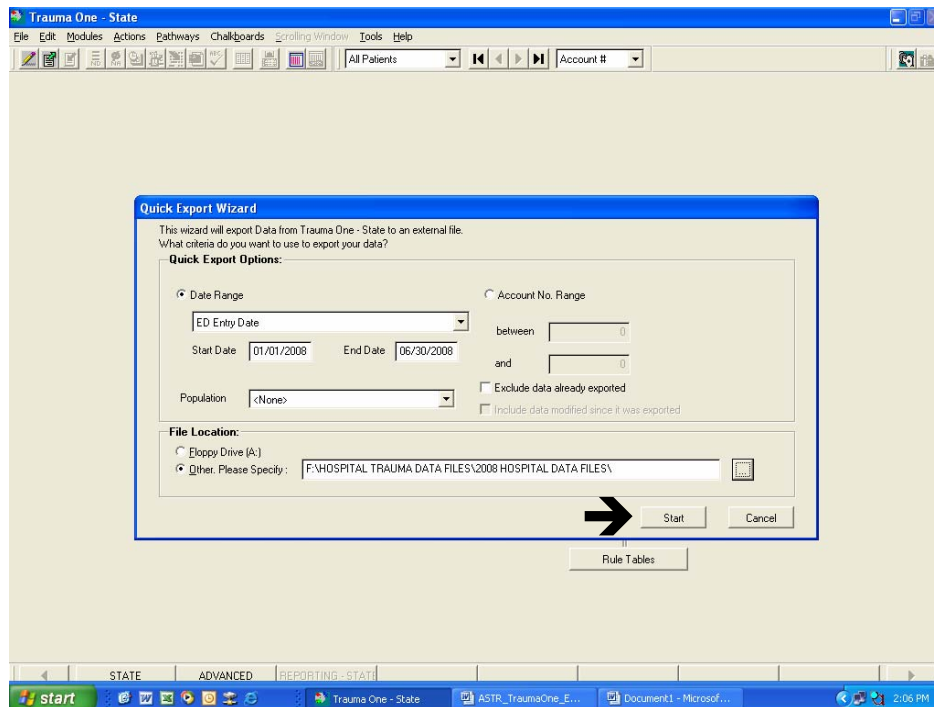 Trauma One - State
File Edit Modules Actions Pathways Chalkboards Scrolling Window Tools Help
All Patients Account #
Quick Export Wizard
This wizard will export Data from Trauma One - State to an external file.
What criteria do you want to use to export your data?
Quick Export Options:
Date Range Account No. Range
ED Entry Date
between 0
Start Date 01/01/2008 End Date 06/30/2008
and 0
Exclude data already exported
Population <None>
Include data modified since it was exported
File Location:
Floppy Drive (A:)
Other. Please Specify : F:\HOSPITAL TRAUMA DATA FILES\2008 HOSPITAL DATA FILES\ ...
Start Cancel
Rule Tables
STATE ADVANCED REPORTING - STATE
start Trauma One - State ASTR_TraumaOne_E... Document1 - Microsof... 2:06 PM